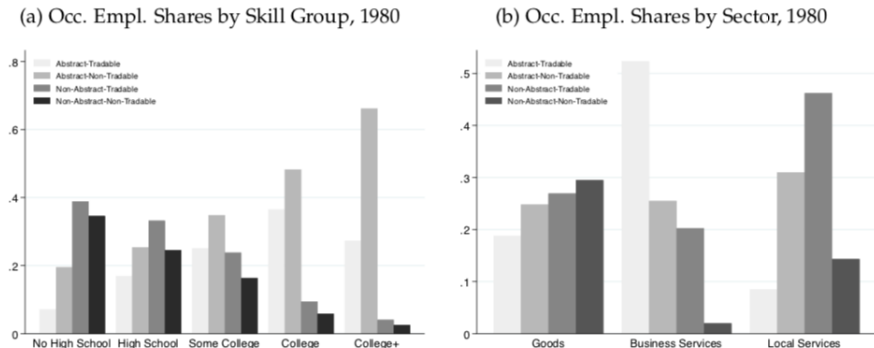 (a) Occ. Empl. Shares by Skill Group, 1980
.8
.6
.4
.2
0
Abstract-Tradable
Abstract-Non-Tradable
Non-Abstract-Tradable
Non-Abstract-Non-Tradable
No High School High School Some College College College+
(b) Occ. Empl. Shares by Sector, 1980
.5
.4
.3
.2
.1
0
Abstract-Tradable
Abstract-Non-Tradable
Non-Abstract-Tradable
Non-Abstract-Non-Tradable
Goods Business Services Local Services